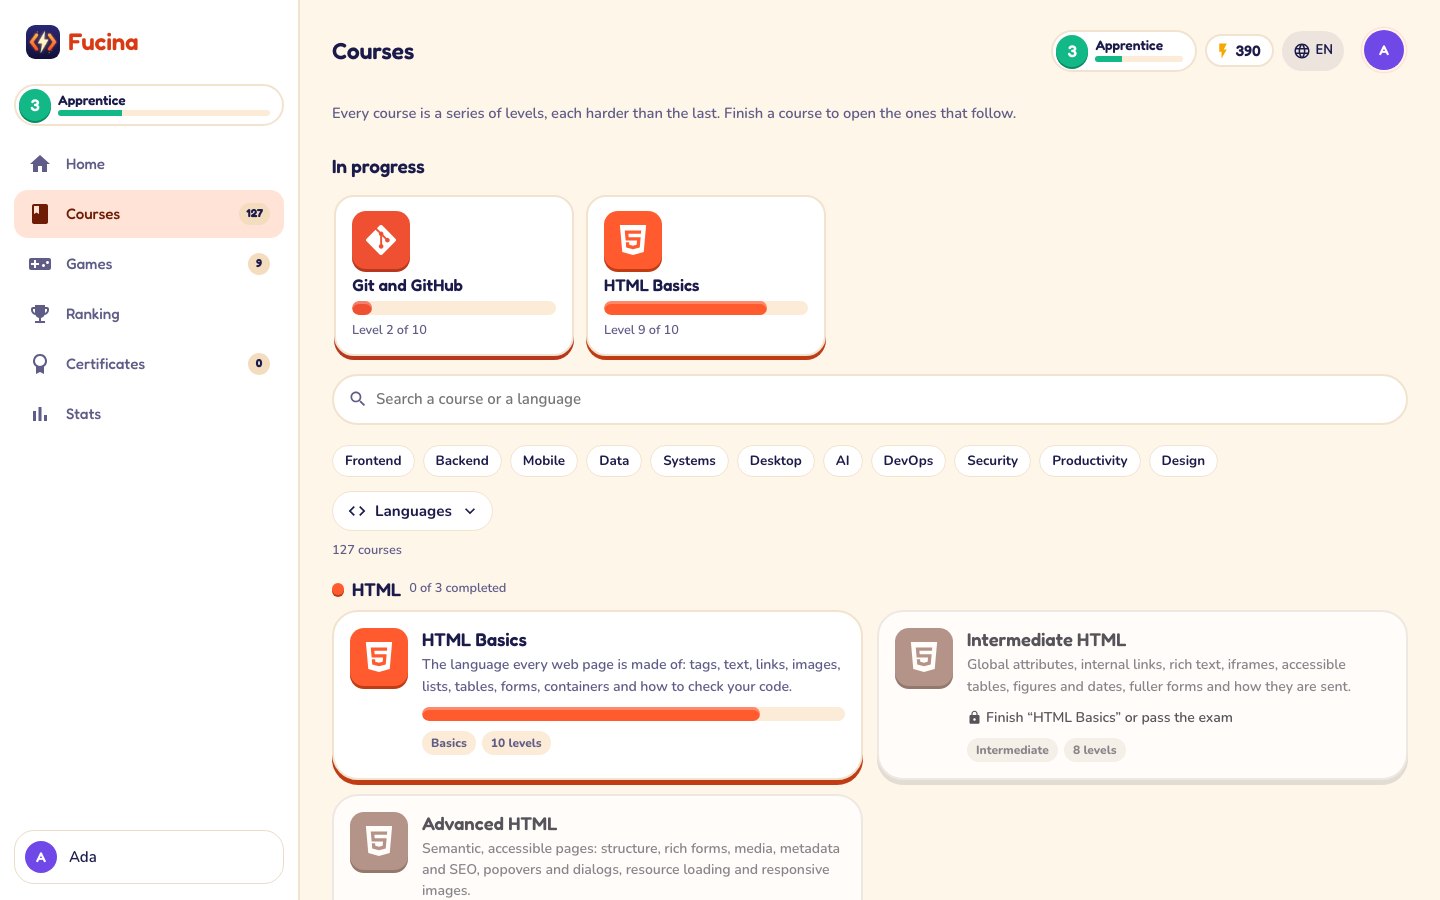 Fucina
3 Apprentice
Home
Courses 127
Games 9
Ranking
Certificates 0
Stats
A Ada
Courses
3 Apprentice
390
EN
A
Every course is a series of levels, each harder than the last. Finish a course to open the ones that follow.
In progress
Git and GitHub
Level 2 of 10
HTML Basics
Level 9 of 10
Search a course or a language
Frontend Backend Mobile Data Systems Desktop AI DevOps Security Productivity Design
Languages
127 courses
HTML 0 of 3 completed
HTML Basics
The language every web page is made of: tags, text, links, images,
lists, tables, forms, containers and how to check your code.
Basics 10 levels
Intermediate HTML
Global attributes, internal links, rich text, iframes, accessible
tables, figures and dates, fuller forms and how they are sent.
Finish “HTML Basics” or pass the exam
Intermediate 8 levels
Advanced HTML
Semantic, accessible pages: structure, rich forms, media, metadata
and SEO, popovers and dialogs, resource loading and responsive
images.